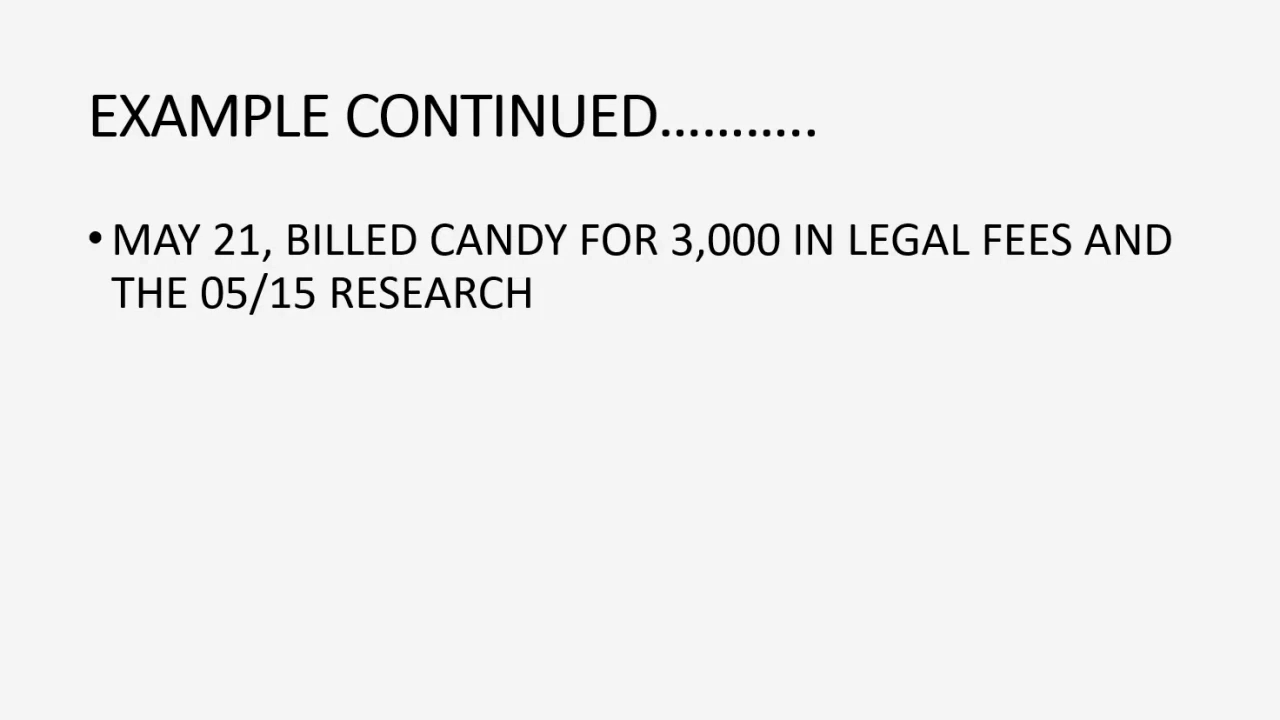 EXAMPLE CONTINUED………..
• MAY 21, BILLED CANDY FOR 3,000 IN LEGAL FEES AND
THE 05/15 RESEARCH